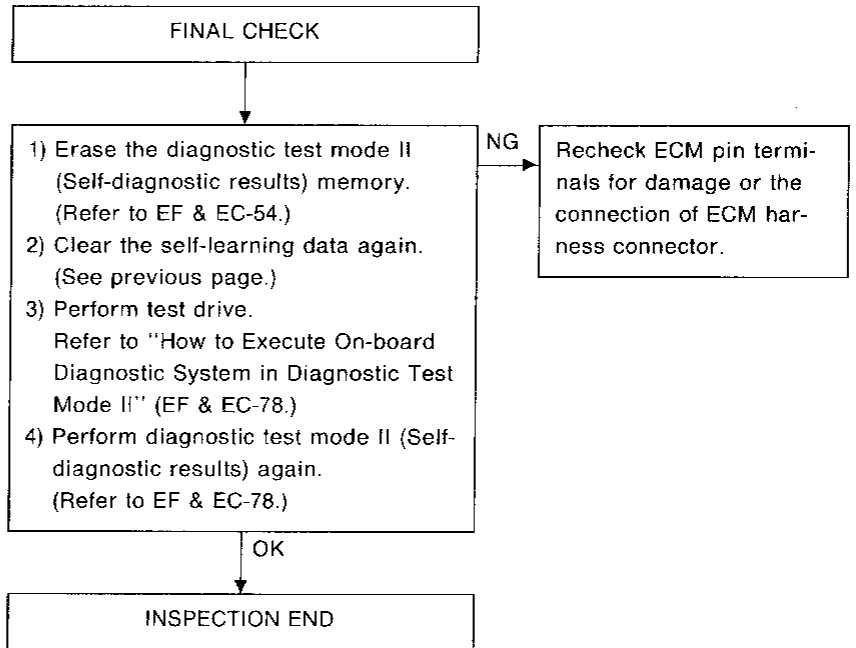 FINAL CHECK
1) Erase the diagnostic test mode II
(Self-diagnostic results) memory.
(Refer to EF & EC-54.)
2) Clear the self-learning data again.
(See previous page.)
3) Perform test drive.
Refer to "How to Execute On-board
Diagnostic System in Diagnostic Test
Mode II" (EF & EC-78.)
4) Perform diagnostic test mode II (Self-
diagnostic results) again.
(Refer to EF & EC-78.)
NG
Recheck ECM pin termi-
nals for damage or the
connection of ECM har-
ness connector.
OK
INSPECTION END